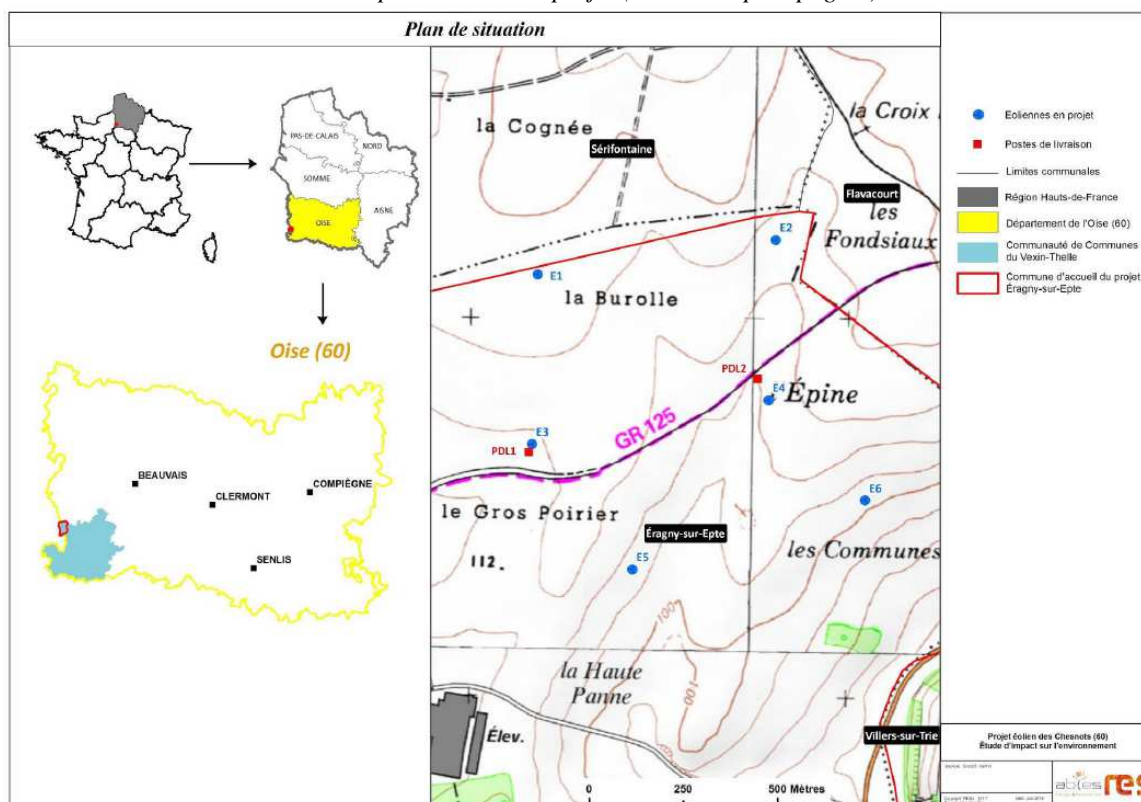 Plan de situation
PAS-DE-CALAIS
NORD
SOMME
AISNE
OISE
Oise (60)
BEAUVAIS
CLERMONT
COMPIÈGNE
SENLIS
la Cognée
Sérifontaine
la Croix
Flavacourt
les
Fondsiaux
E2
E1
la Burolle
PDL2
E4
Épine
GR 125
E3
PDL1
E6
le Gros Poirier
Éragny-sur-Epte
les Communes
112.
E5
100
la Haute
Panne
100
Élev.
Villers-sur-Trie
0 250 500 Mètres
Eoliennes en projet
Postes de livraison
Limites communales
Région Hauts-de-France
Département de l'Oise (60)
Communauté de Communes
du Vexin-Thelle
Commune d'accueil du projet
Éragny-sur-Epte
Projet éolien des Chesnots (60)
Étude d'impact sur l'environnement
abies
res